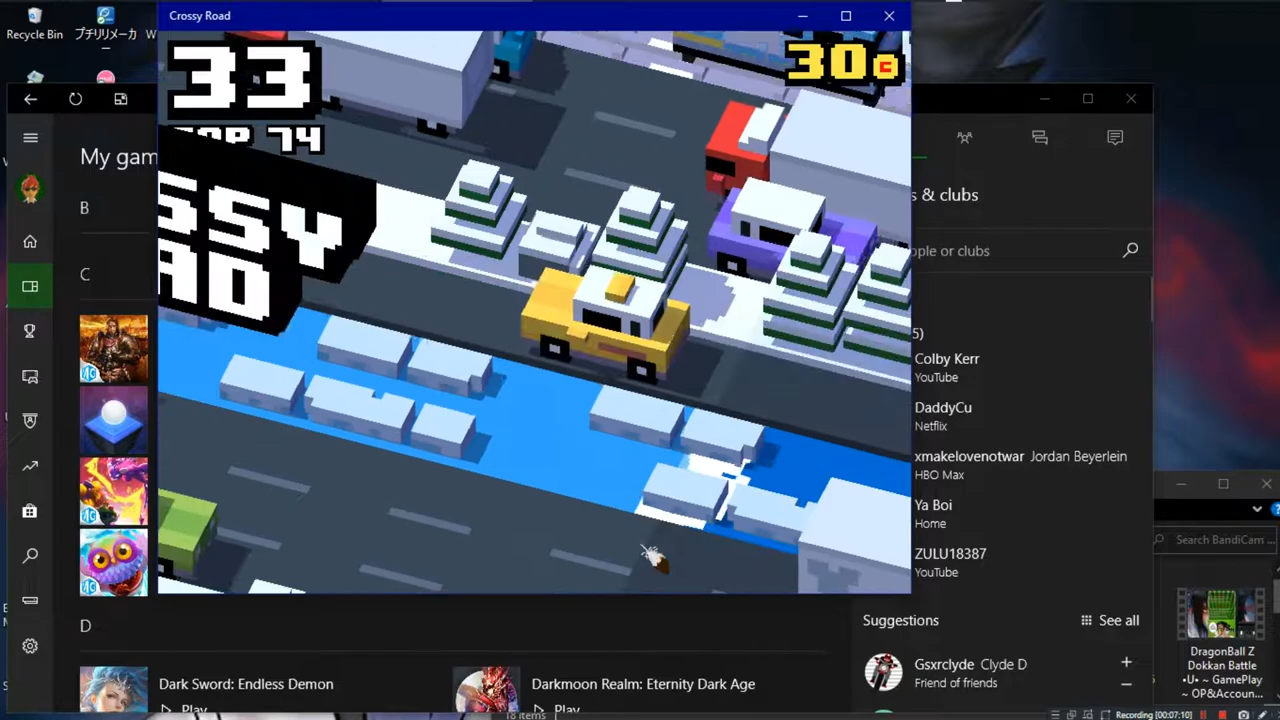 Crossy Road
Recycle Bin
プチリリメーカ
ー
33
30c
TOP 74
SSY
AD
My gam
B
C
D
s & clubs
ople or clubs
5)
Colby Kerr
YouTube
DaddyCu
Netflix
xmakelovenotwar Jordan Beyerlein
HBO Max
Ya Boi
Home
ZULU18387
YouTube
Suggestions
See all
Gsxrclyde Clyde D
Friend of friends
Dark Sword: Endless Demon
Play
Darkmoon Realm: Eternity Dark Age
Play
Search BandiCam ...
DragonBall Z
Dokkan Battle
•U• ~ GamePlay
~ OP&Accoun...
18 items
Recording [00:07:10]